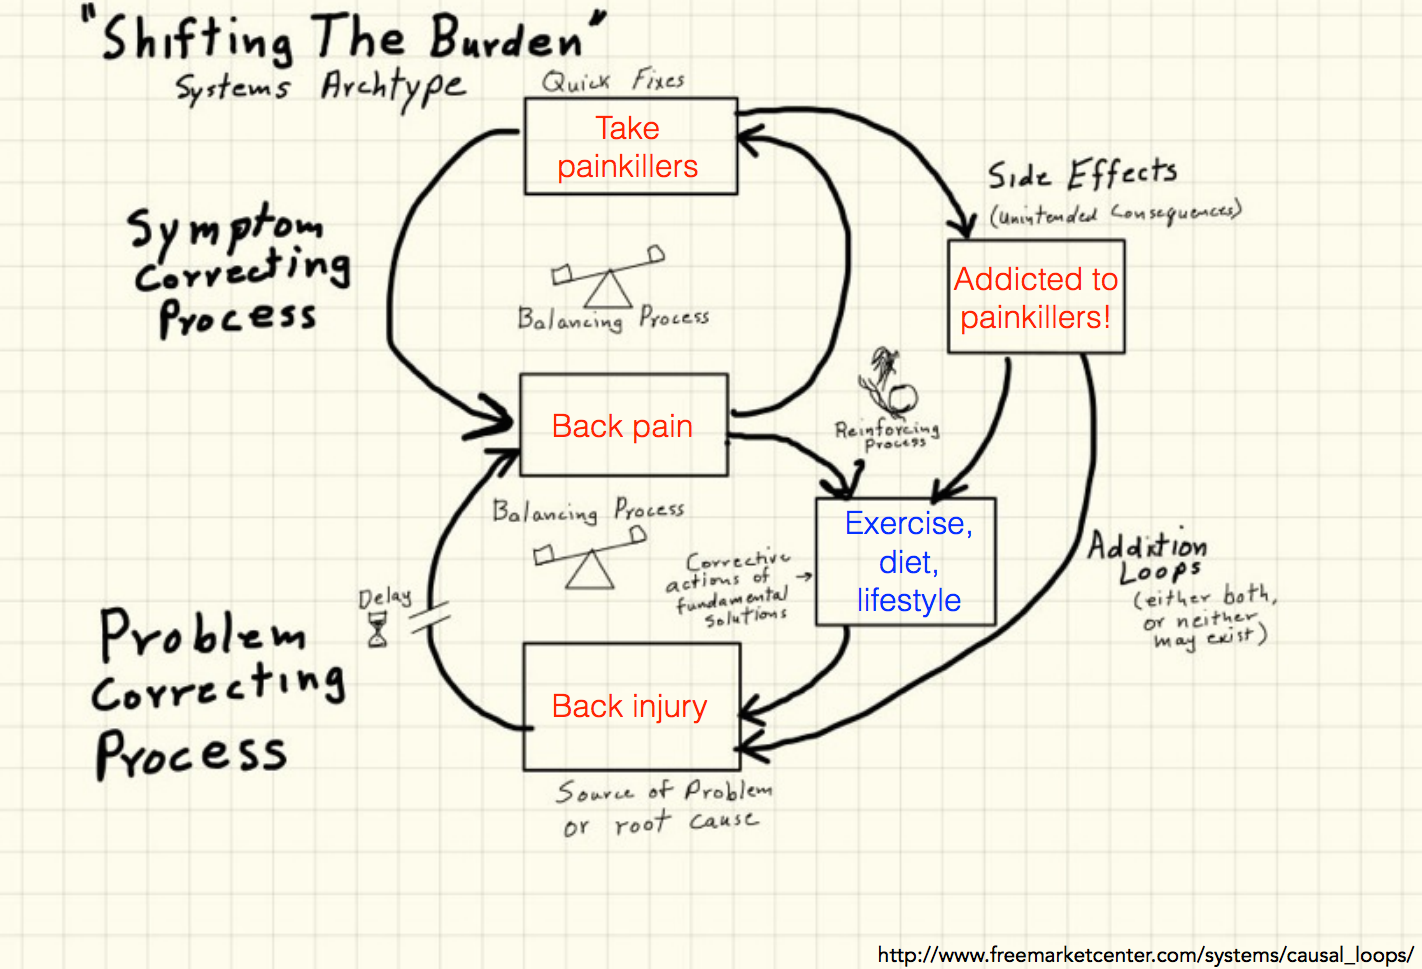 "Shifting The Burden"
Systems Archtype
Quick Fixes
Take
painkillers
Side Effects
(Unintended Consequences)
Symptom
Correcting
Process
Addicted to
painkillers!
Balancing Process
Back pain
Reinforcing
Process
Balancing Process
Exercise,
diet,
lifestyle
Corrective
actions of
fundamental
solutions
Addiction
Loops
(either both,
or neither
may exist)
Delay
Problem
Correcting
Process
Back injury
Source of Problem
or root cause
http://www.freemarketcenter.com/systems/causal_loops/